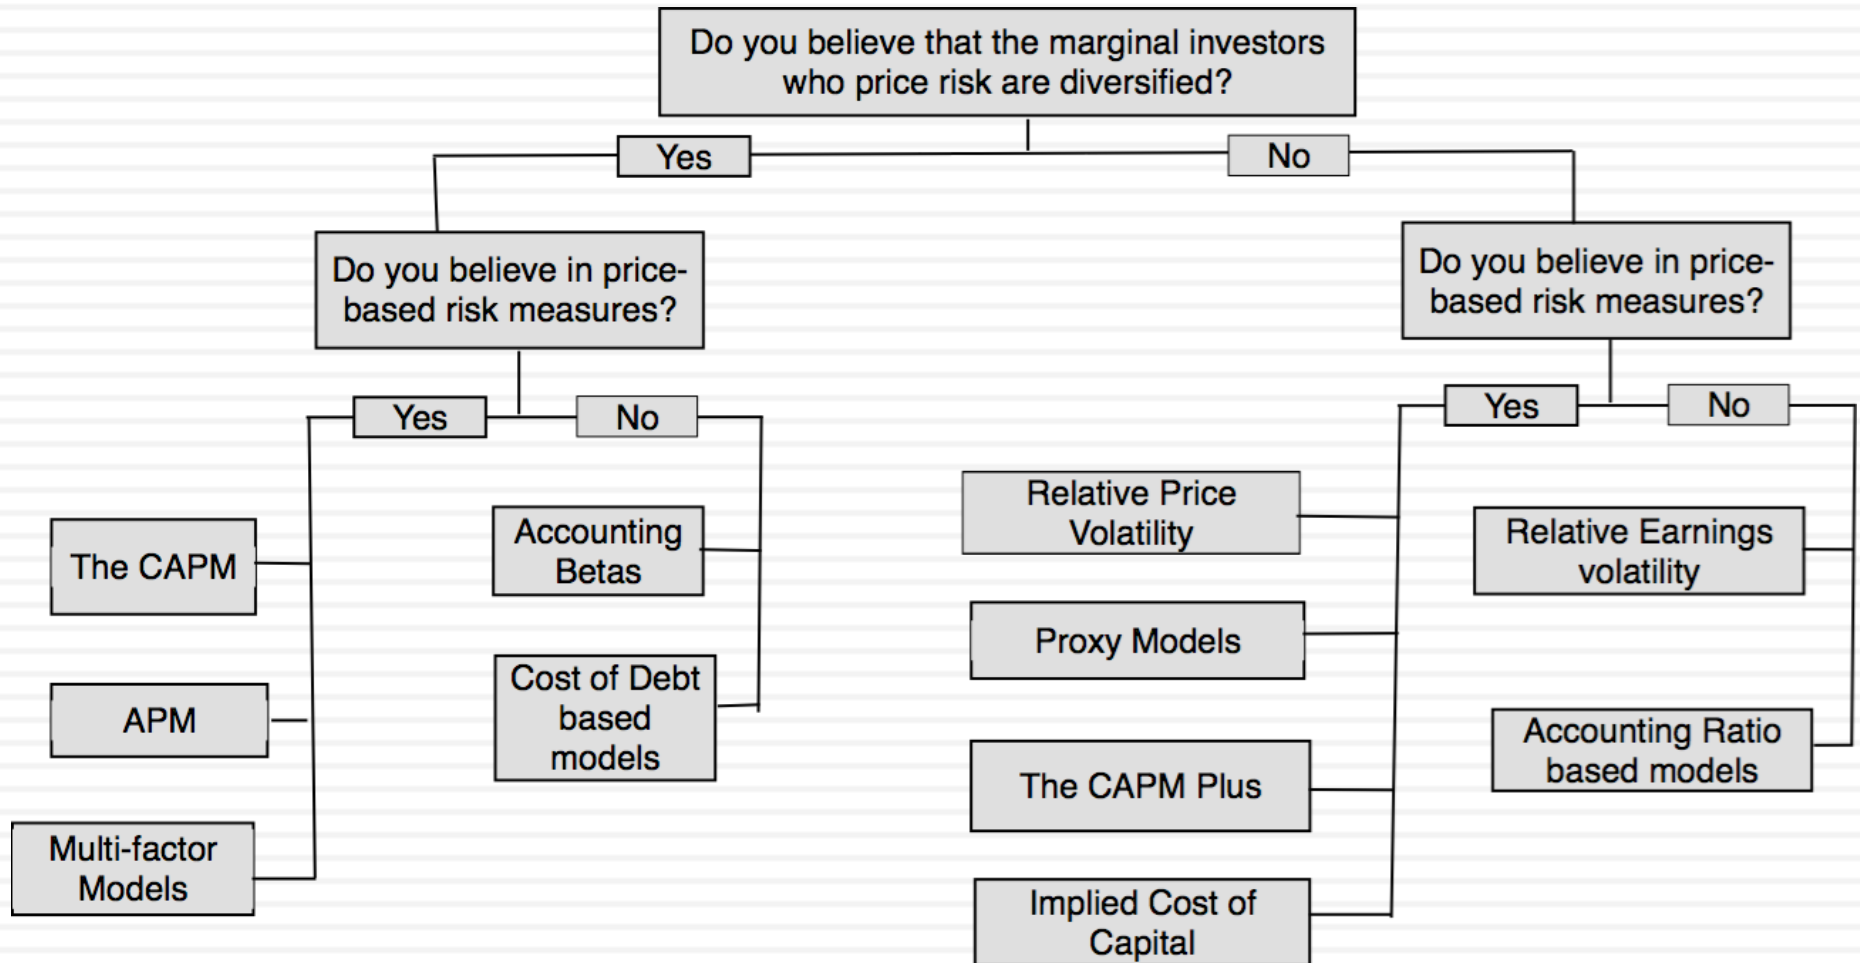 Do you believe that the marginal investors
who price risk are diversified?
Yes
No
Do you believe in price-
based risk measures?
Yes
No
The CAPM
APM
Multi-factor
Models
Accounting
Betas
Cost of Debt
based
models
Do you believe in price-
based risk measures?
Yes
No
Relative Price
Volatility
Proxy Models
The CAPM Plus
Implied Cost of
Capital
Relative Earnings
volatility
Accounting Ratio
based models